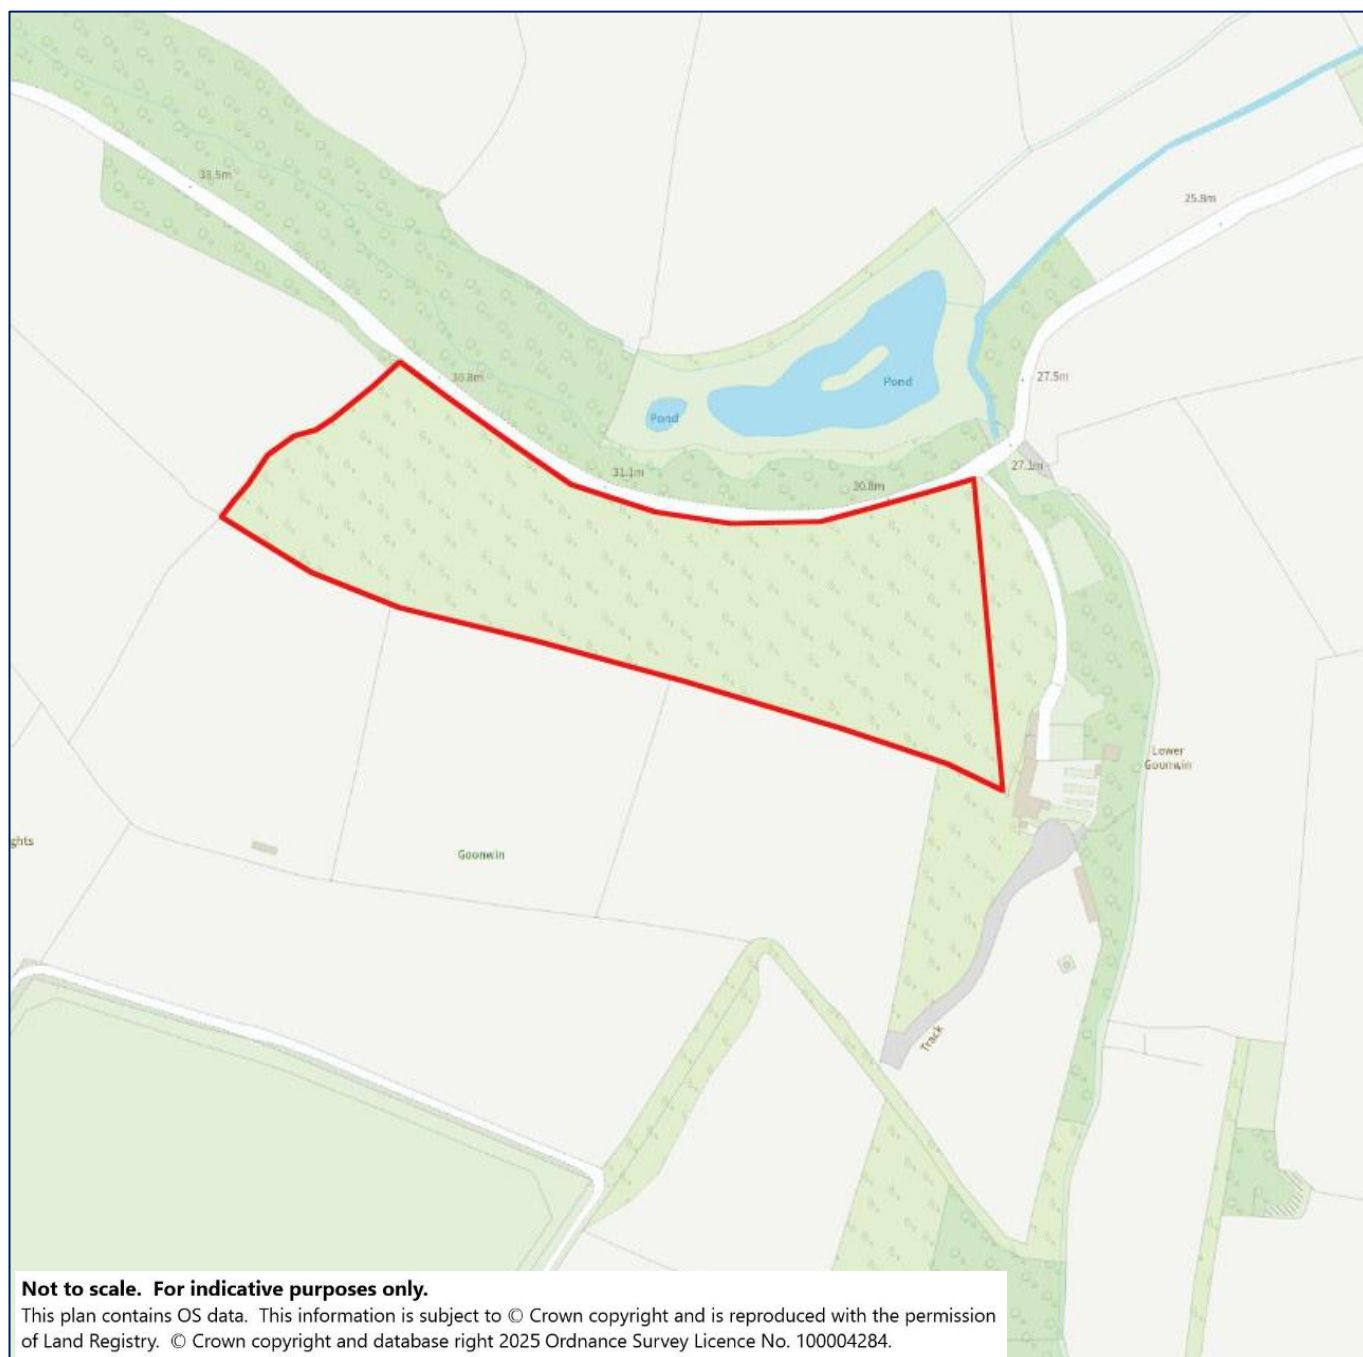 33.5m
25.8m
30.8m
27.5m
Pond
Pond
31.1m
27.1m
30.8m
Lower
Goonwin
ghts
Goonwin
Track
Not to scale. For indicative purposes only.
This plan contains OS data. This information is subject to © Crown copyright and is reproduced with the permission
of Land Registry. © Crown copyright and database right 2025 Ordnance Survey Licence No. 100004284.